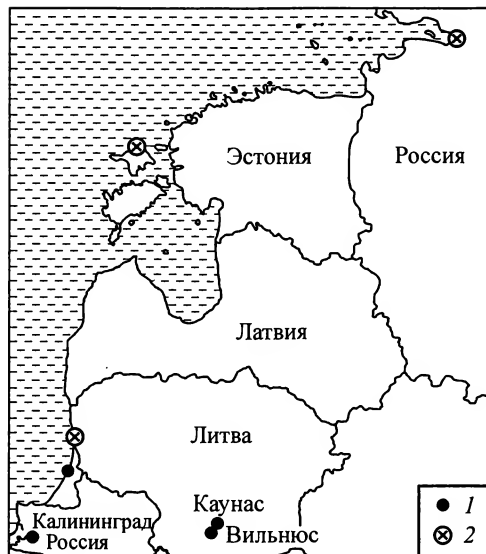 Эстония
Россия
Латвия
Литва
Каунас
Вильнюс
Калининград
Россия
1
2